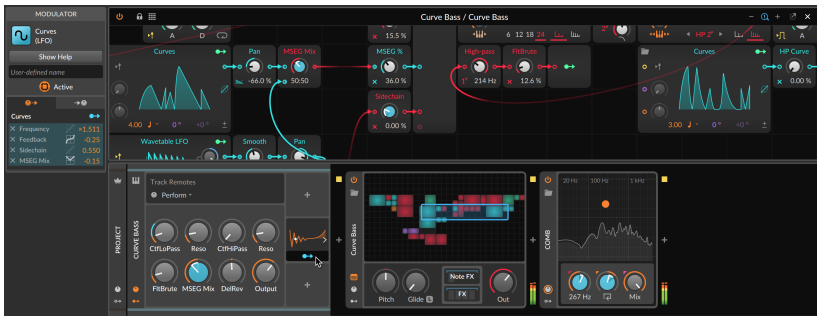 MODULATOR
Curves
(LFO)
Show Help
User-defined name
Active
Curves
Frequency ×1.511
Feedback -0.25
Sidechain 0.550
MSEG Mix -0.15
Curve Bass / Curve Bass
A D
15.5 %
6 12 18 24
HP 2"
A
Curves
4.00 0° +0°
Pan
-66.0 %
MSEG Mix
50:50
MSEG %
36.0 %
Sidechain
0.00 %
High-pass
1" 214 Hz
FltBrute
12.6 %
Curves
3.00 0° +0°
HP Curve
0.00 %
Wavetable LFO
Smooth
Pan
PROJECT
CURVE BASS
Track Remotes
Perform
CtfLoPass Reso CtfHiPass Reso
FltBrute MSEG Mix DelRev Output
Curve Bass
Pitch Glide L
Note FX
FX
Out
COMB
20 Hz 100 Hz 1 kHz
267 Hz Mix